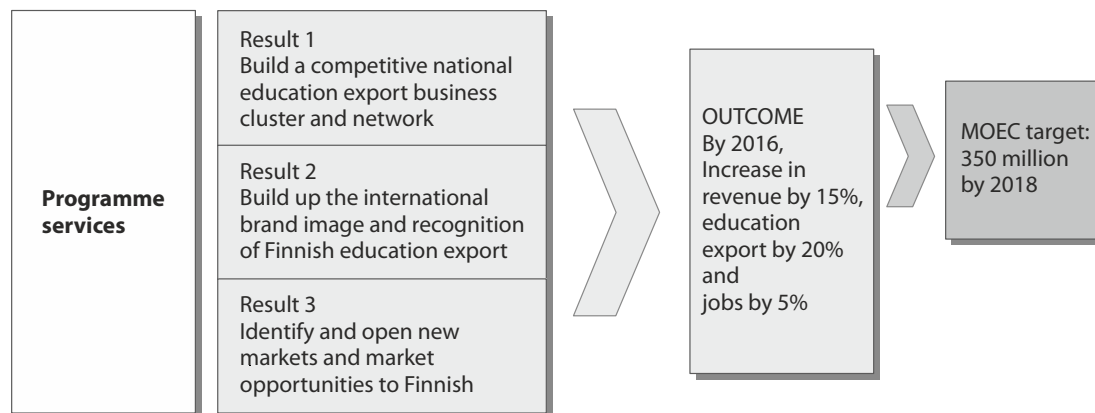 Programme
services
Result 1
Build a competitive national
education export business
cluster and network
Result 2
Build up the international
brand image and recognition
of Finnish education export
Result 3
Identify and open new
markets and market
opportunities to Finnish
OUTCOME
By 2016,
Increase in
revenue by 15%,
education
export by 20%
and
jobs by 5%
MOEC target:
350 million
by 2018